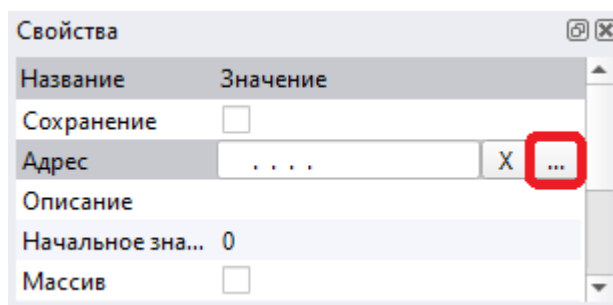 Свойства
Название Значение
Сохранение
Адрес . . . . X ...
Описание
Начальное зна... 0
Массив